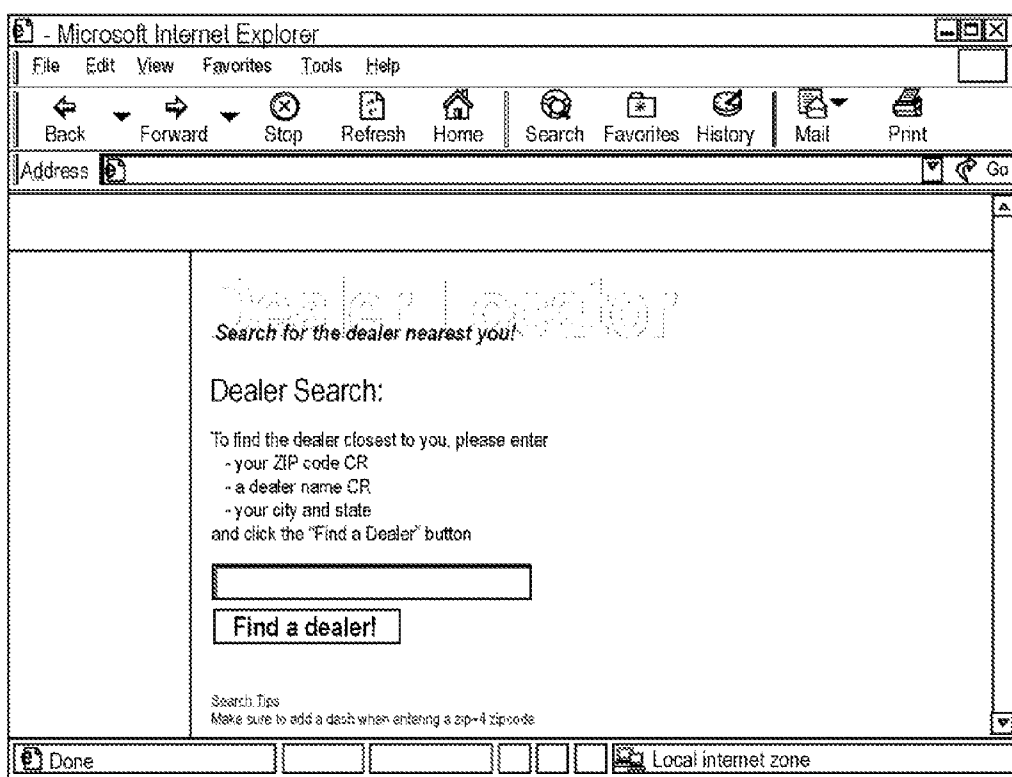 - Microsoft Internet Explorer
File Edit View Favorites Tools Help
Back Forward Stop Refresh Home Search Favorites History Mail Print
Address Go
Dealer Locator
Search for the dealer nearest you!
Dealer Search:
To find the dealer closest to you, please enter
- your ZIP code CR
- a dealer name CR
- your city and state
and click the "Find a Dealer" button
Find a dealer!
Search Tips
Make sure to add a dash when entering a zip+4 zipcode
Done Local internet zone